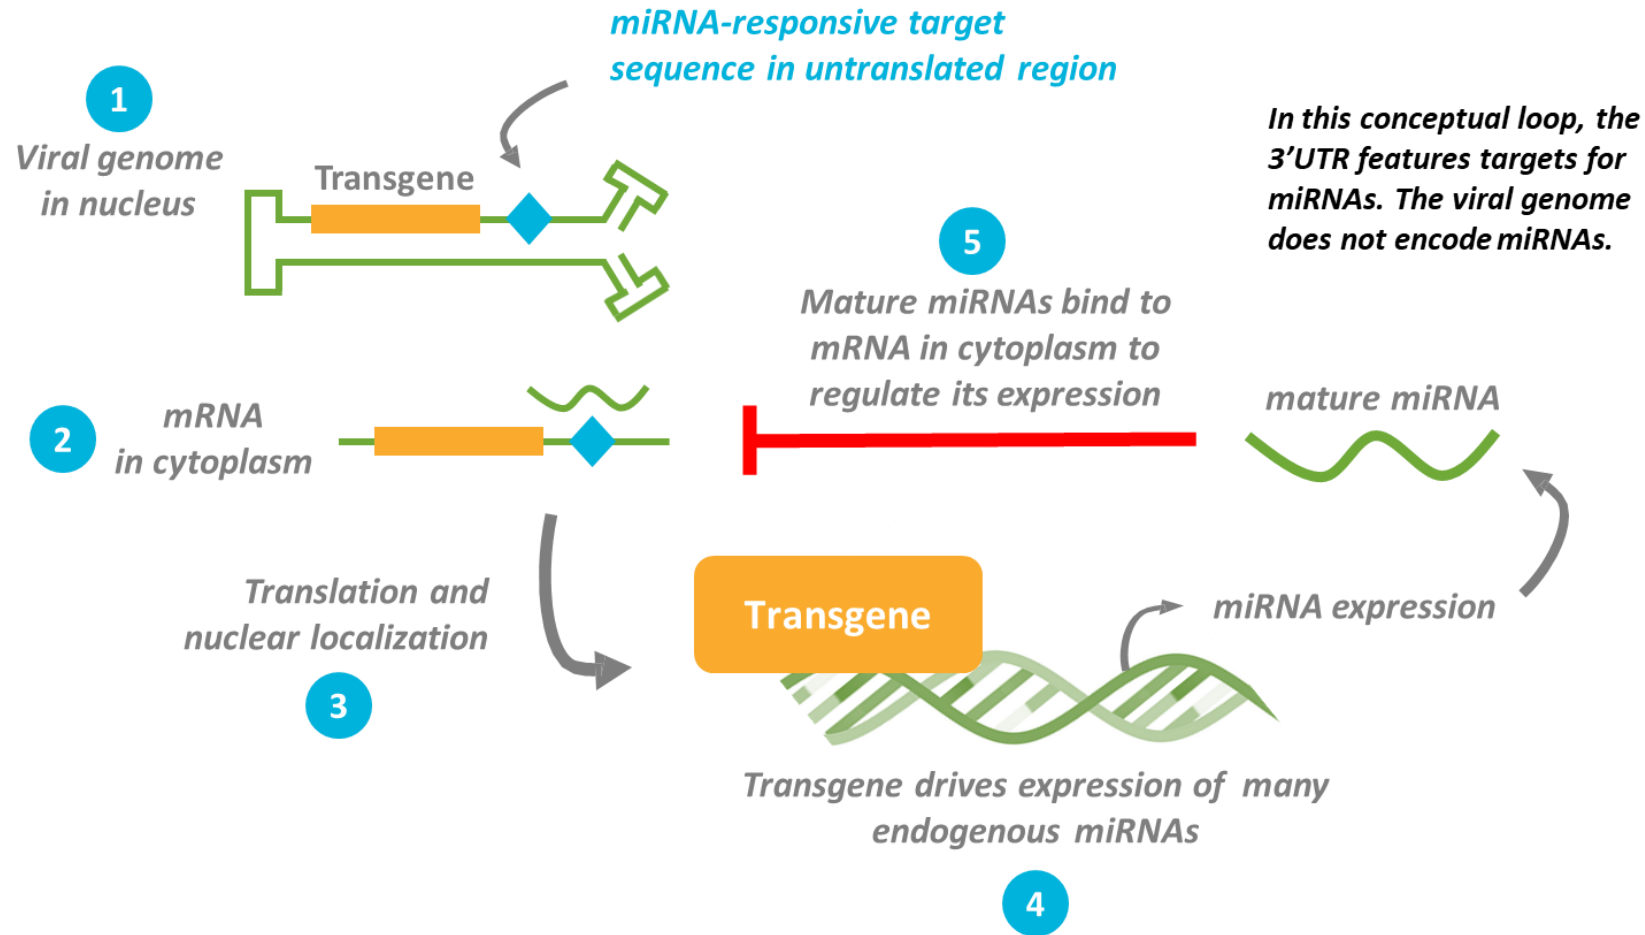 miRNA-responsive target
sequence in untranslated region
1
Viral genome
in nucleus
Transgene
In this conceptual loop, the
3’UTR features targets for
miRNAs. The viral genome
does not encode miRNAs.
5
Mature miRNAs bind to
mRNA in cytoplasm to
regulate its expression
mature miRNA
2
mRNA
in cytoplasm
Translation and
nuclear localization
3
Transgene
miRNA expression
Transgene drives expression of many
endogenous miRNAs
4